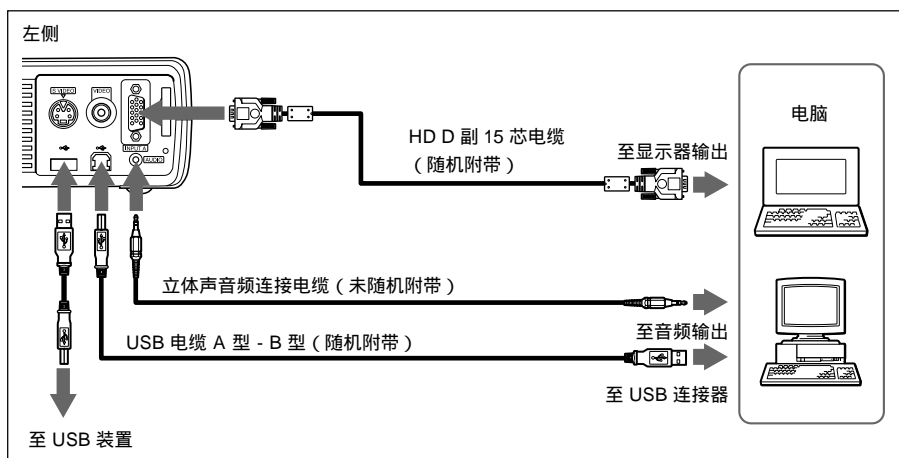 左侧
S VIDEO
VIDEO
INPUT A
AUDIO
电脑
HD D 副 15 芯电缆
（随机附带）
至显示器输出
立体声音频连接电缆（未随机附带）
至音频输出
USB 电缆 A 型 - B 型（随机附带）
至 USB 连接器
至 USB 装置